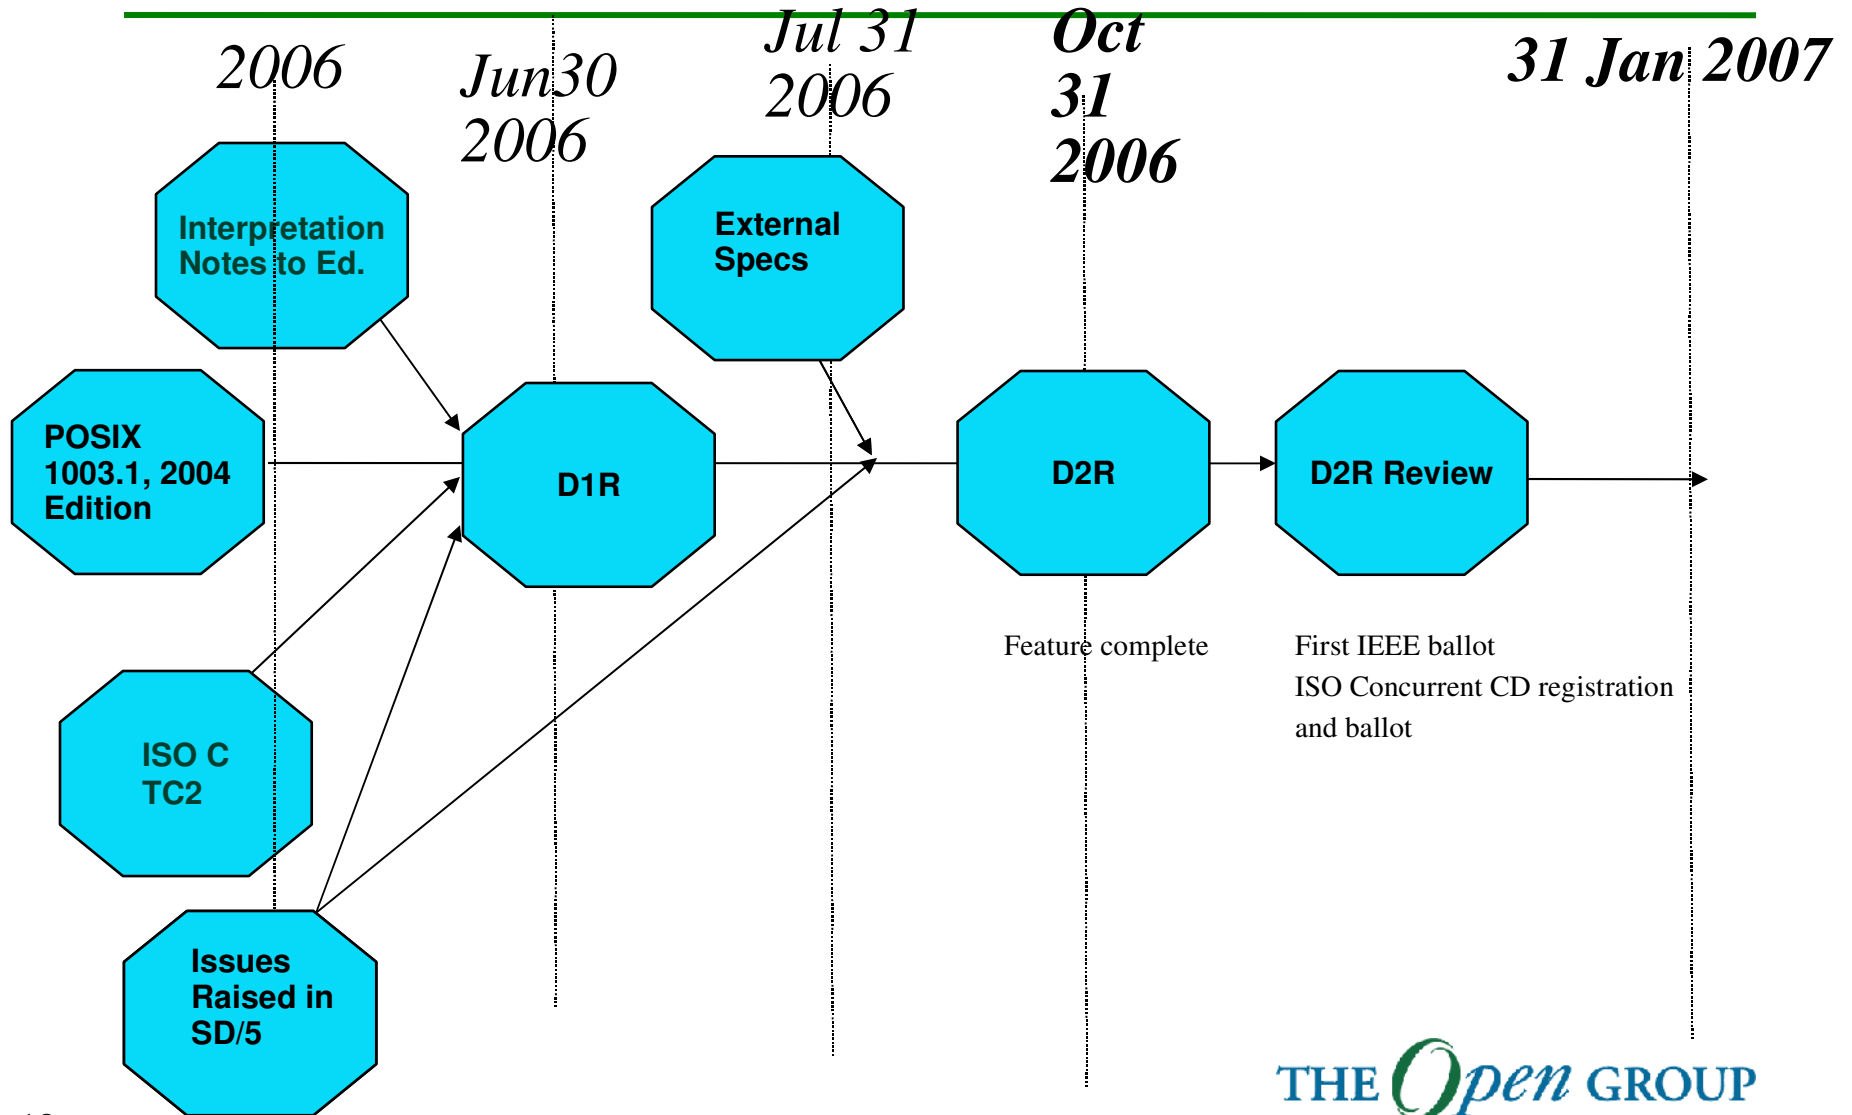 2006
Jun30
2006
Jul 31
2006
Oct
31
2006
31 Jan 2007
Interpretation
Notes to Ed.
External
Specs
POSIX
1003.1, 2004
Edition
D1R
D2R
D2R Review
Feature complete
First IEEE ballot
ISO Concurrent CD registration
and ballot
ISO C
TC2
Issues
Raised in
SD/5
THE Open GROUP